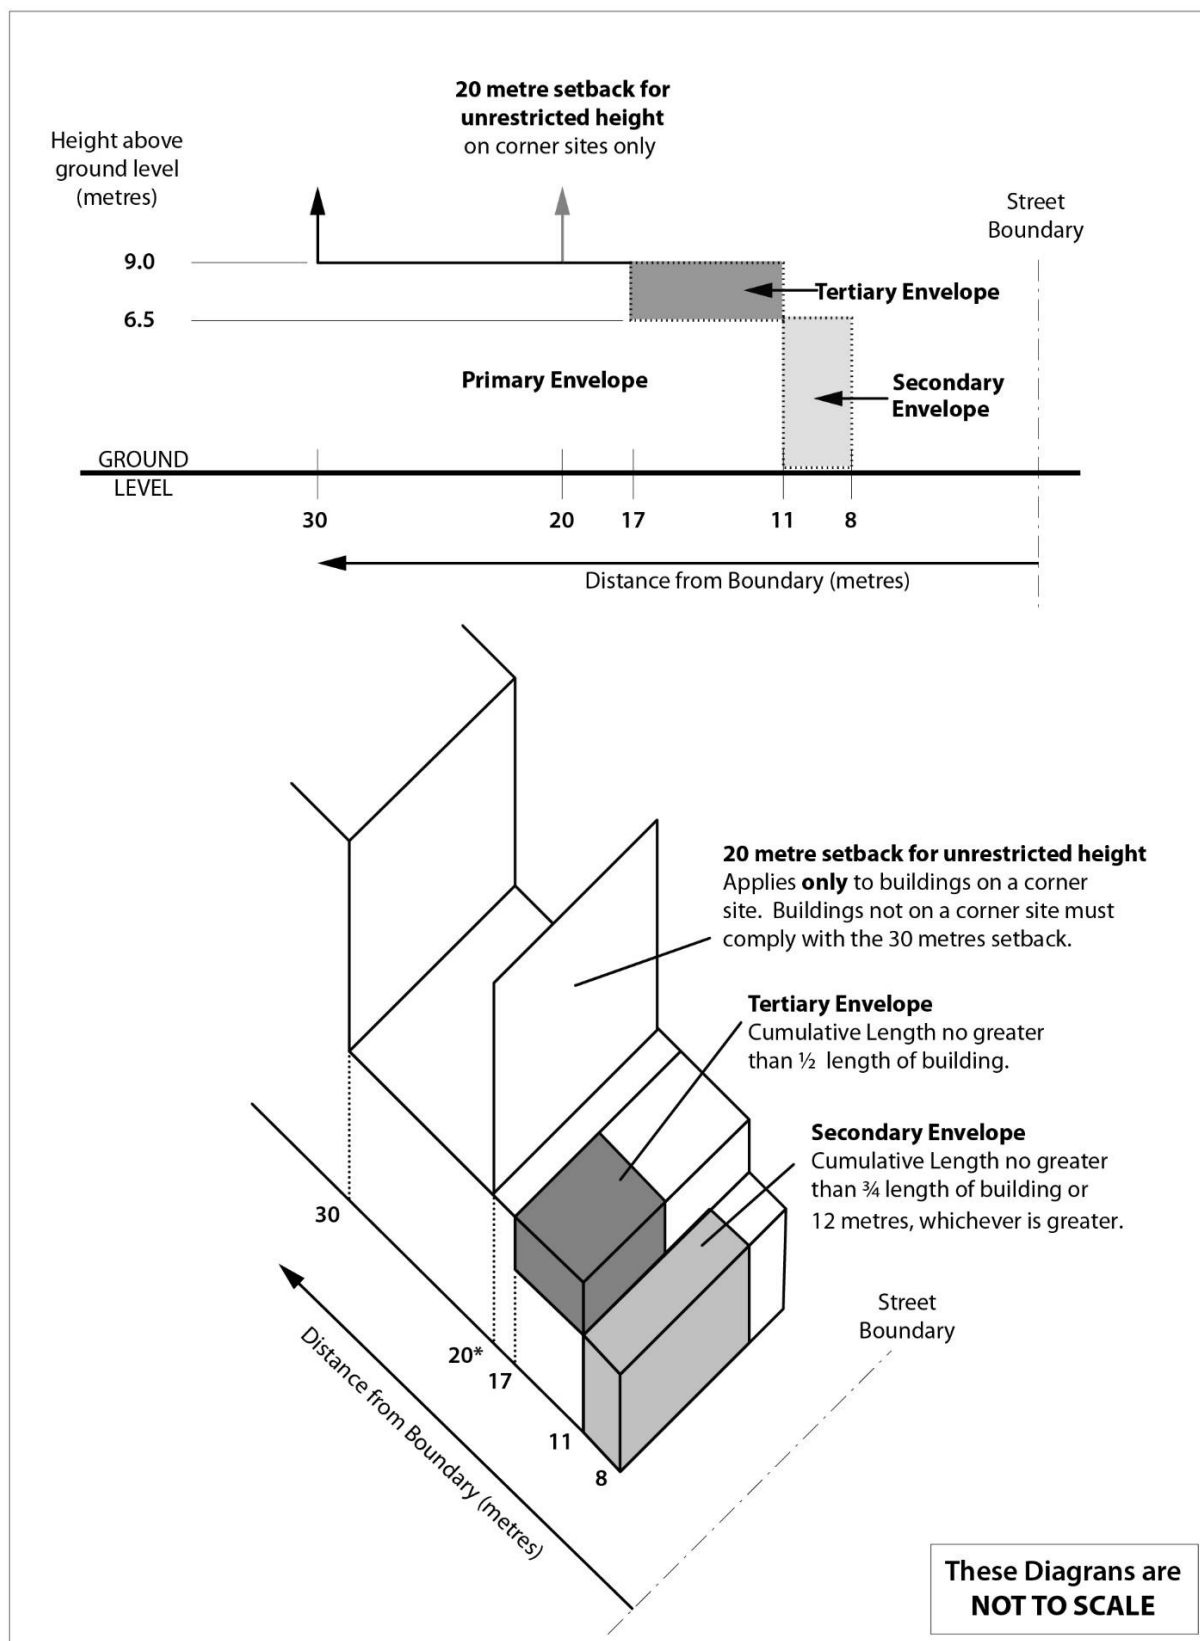 20 metre setback for
unrestricted height
on corner sites only
Height above
ground level
(metres)
Street
Boundary
9.0
Tertiary Envelope
6.5
Primary Envelope
Secondary
Envelope
GROUND
LEVEL
30
20
17
11
8
Distance from Boundary (metres)
20 metre setback for unrestricted height
Applies only to buildings on a corner
site. Buildings not on a corner site must
comply with the 30 metres setback.
Tertiary Envelope
Cumulative Length no greater
than ½ length of building.
Secondary Envelope
Cumulative Length no greater
than ¾ length of building or
12 metres, whichever is greater.
30
20*
17
11
8
Distance from Boundary (metres)
Street
Boundary
These Diagrans are
NOT TO SCALE